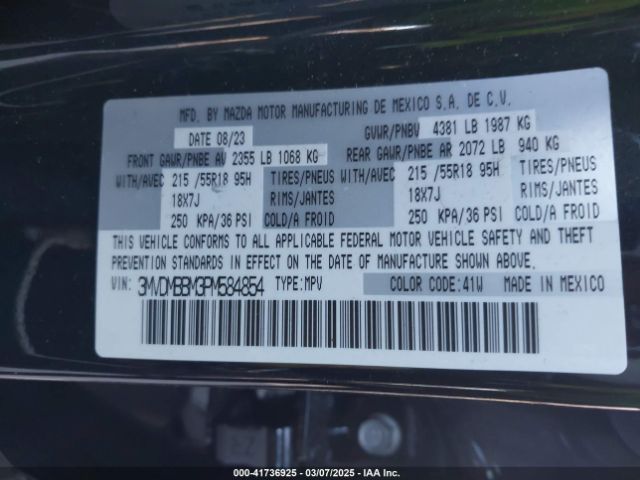 MFD. BY MAZDA MOTOR MANUFACTURING DE MEXICO S.A. DE C.V.
DATE 08/23 GVWR/PNBV 4381 LB 1987 KG
FRONT GAWR/PNBE AV 2355 LB 1068 KG REAR GAWR/PNBE AR 2072 LB 940 KG
WITH/AVEC 215 /55R18 95H TIRES/PNEUS WITH/AVEC 215 /55R18 95H TIRES/PNEUS
18X7J RIMS/JANTES 18X7J RIMS/JANTES
250 KPA/36 PSI COLD/A FROID 250 KPA/36 PSI COLD/A FROID
THIS VEHICLE CONFORMS TO ALL APPLICABLE FEDERAL MOTOR VEHICLE SAFETY AND THEFT
PREVENTION STANDARDS IN EFFECT ON THE DATE OF MANUFACTURE SHOWN ABOVE.
VIN: 3MVDMBBM3PM584854 TYPE:MPV COLOR CODE:41W MADE IN MEXICO
000-41736925 — 03/07/2025 — IAAI.COM